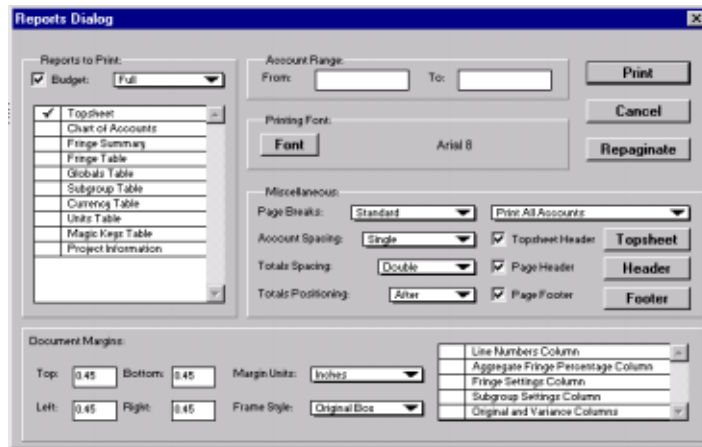 Reports Dialog
Reports to Print:
Budget: Full
Topsheet
Chart of Accounts
Fringe Summary
Fringe Table
Globals Table
Subgroup Table
Currency Table
Units Table
Magic Keys Table
Project Information
Account Range:
From: To:
Printing Font:
Font Arial 8
Print
Cancel
Repaginate
Miscellaneous:
Page Breaks: Standard Print All Accounts
Account Spacing: Single Topsheet Header Topsheet
Totals Spacing: Double Page Header Header
Totals Positioning: After Page Footer Footer
Document Margins:
Top: 0.45 Bottom: 0.45 Margin Units: Inches
Left: 0.45 Right: 0.45 Frame Style: Original Box
Line Numbers Column
Aggregate Fringe Percentage Column
Fringe Settings Column
Subgroup Settings Column
Original and Variance Columns